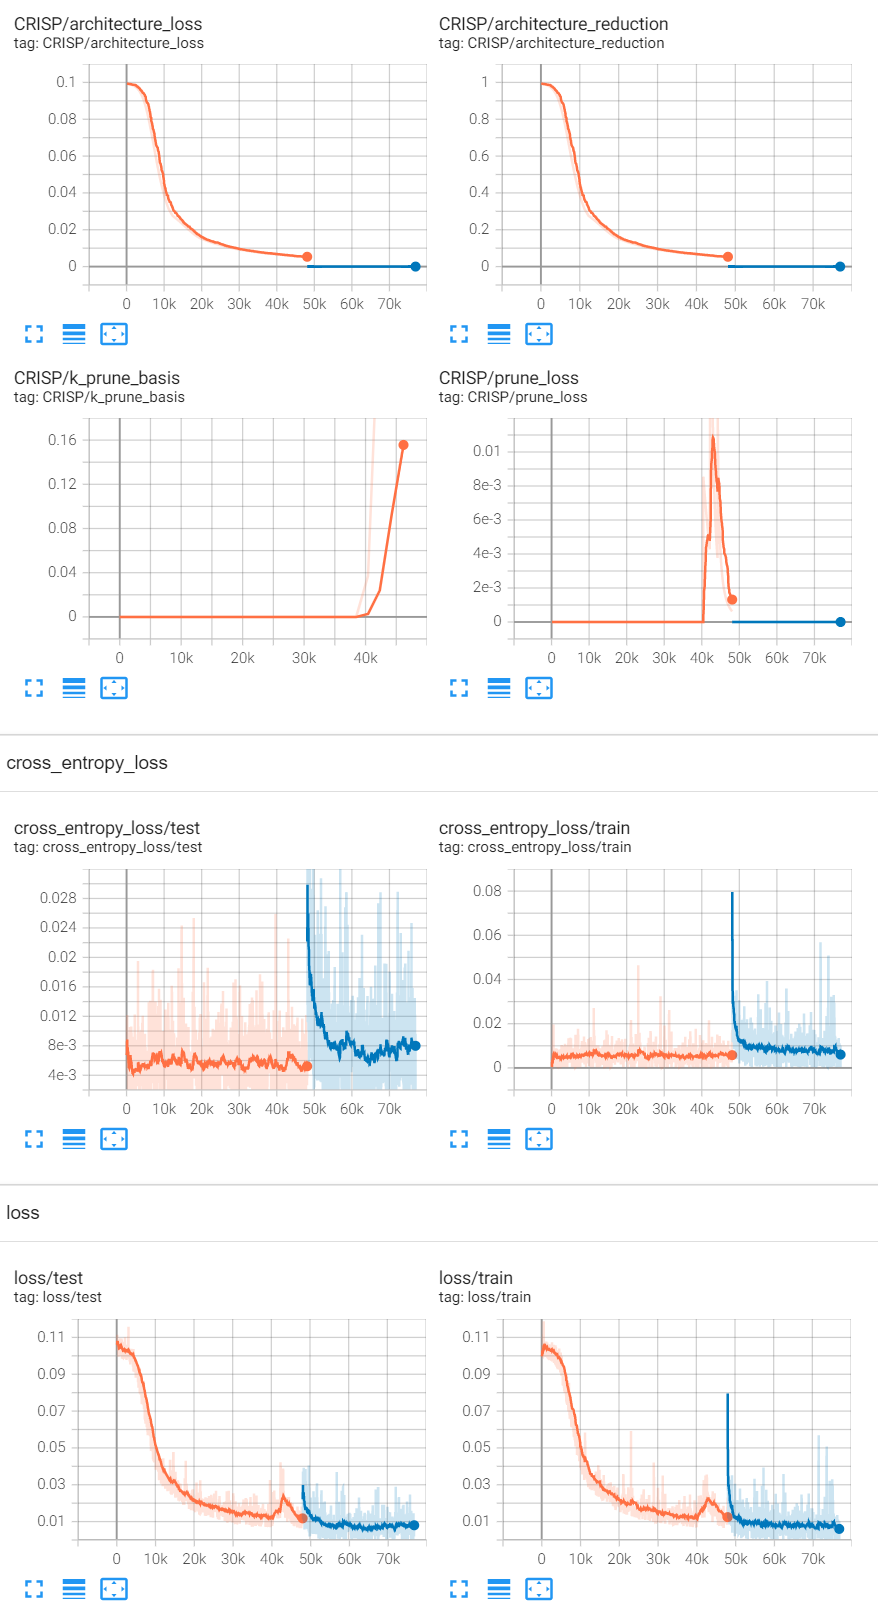 CRISP/architecture_loss
tag: CRISP/architecture_loss
0.1
0.08
0.06
0.04
0.02
0
0 10k 20k 30k 40k 50k 60k 70k
CRISP/architecture_reduction
tag: CRISP/architecture_reduction
1
0.8
0.6
0.4
0.2
0
0 10k 20k 30k 40k 50k 60k 70k
CRISP/k_prune_basis
tag: CRISP/k_prune_basis
0.16
0.12
0.08
0.04
0
0 10k 20k 30k 40k
CRISP/prune_loss
tag: CRISP/prune_loss
0.01
8e-3
6e-3
4e-3
2e-3
0
0 10k 20k 30k 40k 50k 60k 70k
cross_entropy_loss
cross_entropy_loss/test
tag: cross_entropy_loss/test
0.028
0.024
0.02
0.016
0.012
8e-3
4e-3
0 10k 20k 30k 40k 50k 60k 70k
cross_entropy_loss/train
tag: cross_entropy_loss/train
0.08
0.06
0.04
0.02
0
0 10k 20k 30k 40k 50k 60k 70k
loss
loss/test
tag: loss/test
0.11
0.09
0.07
0.05
0.03
0.01
0 10k 20k 30k 40k 50k 60k 70k
loss/train
tag: loss/train
0.11
0.09
0.07
0.05
0.03
0.01
0 10k 20k 30k 40k 50k 60k 70k